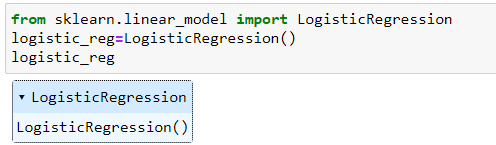 from sklearn.linear_model import LogisticRegression
logistic_reg=LogisticRegression()
logistic_reg
▾ LogisticRegression
LogisticRegression()